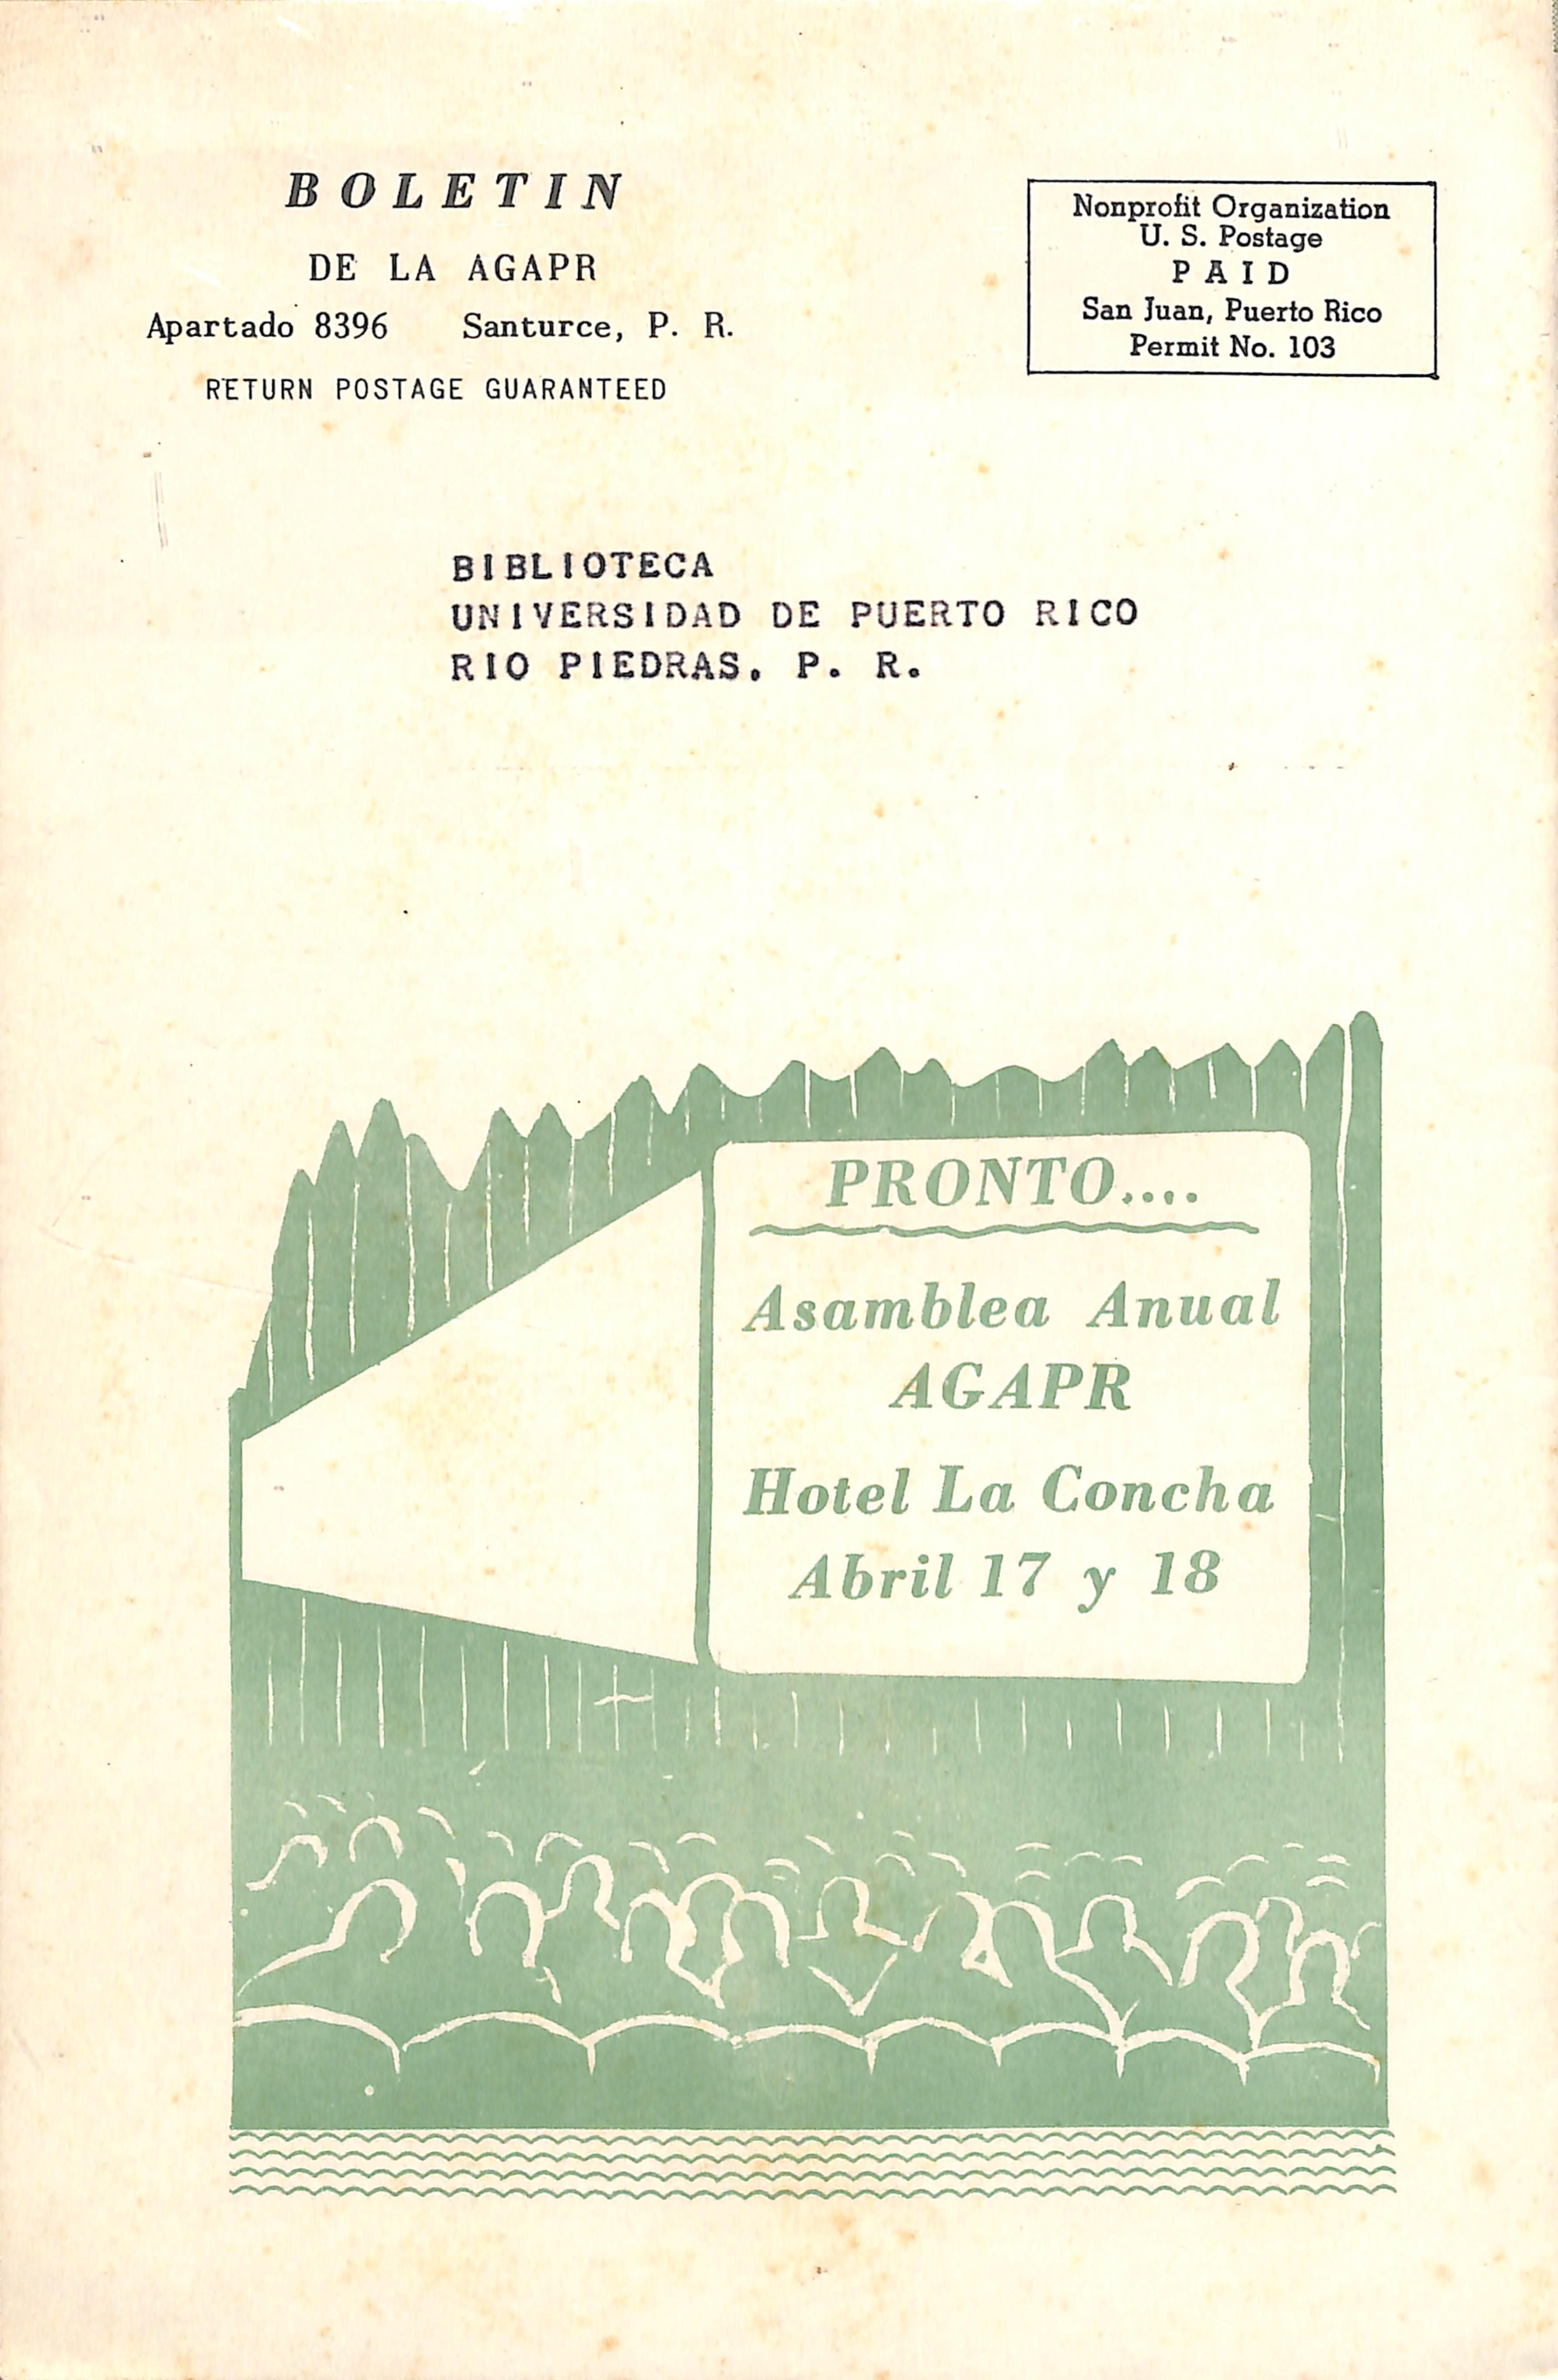 BOLETIN
DE LA AGAPR
Apartado 8396 Santurce, P. R.
RETURN POSTAGE GUARANTEED
Nonprofit Organization
U. S. Postage
PAID
San Juan, Puerto Rico
Permit No. 103
BIBLIOTECA
UNIVERSIDAD DE PUERTO RICO
RIO PIEDRAS. P. R.
PRONTO....
Asamblea Anual
AGAPR
Hotel La Concha
Abril 17 y 18